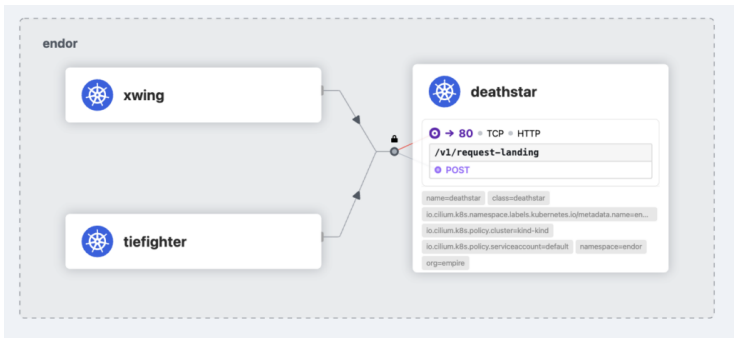 endor
xwing
tiefighter
deathstar
→ 80 • TCP • HTTP
/v1/request-landing
POST
name=deathstar class=deathstar
io.cilium.k8s.namespace.labels.kubernetes.io/metadata.name=en...
io.cilium.k8s.policy.cluster=kind-kind
io.cilium.k8s.policy.serviceaccount=default namespace=endor
org=empire